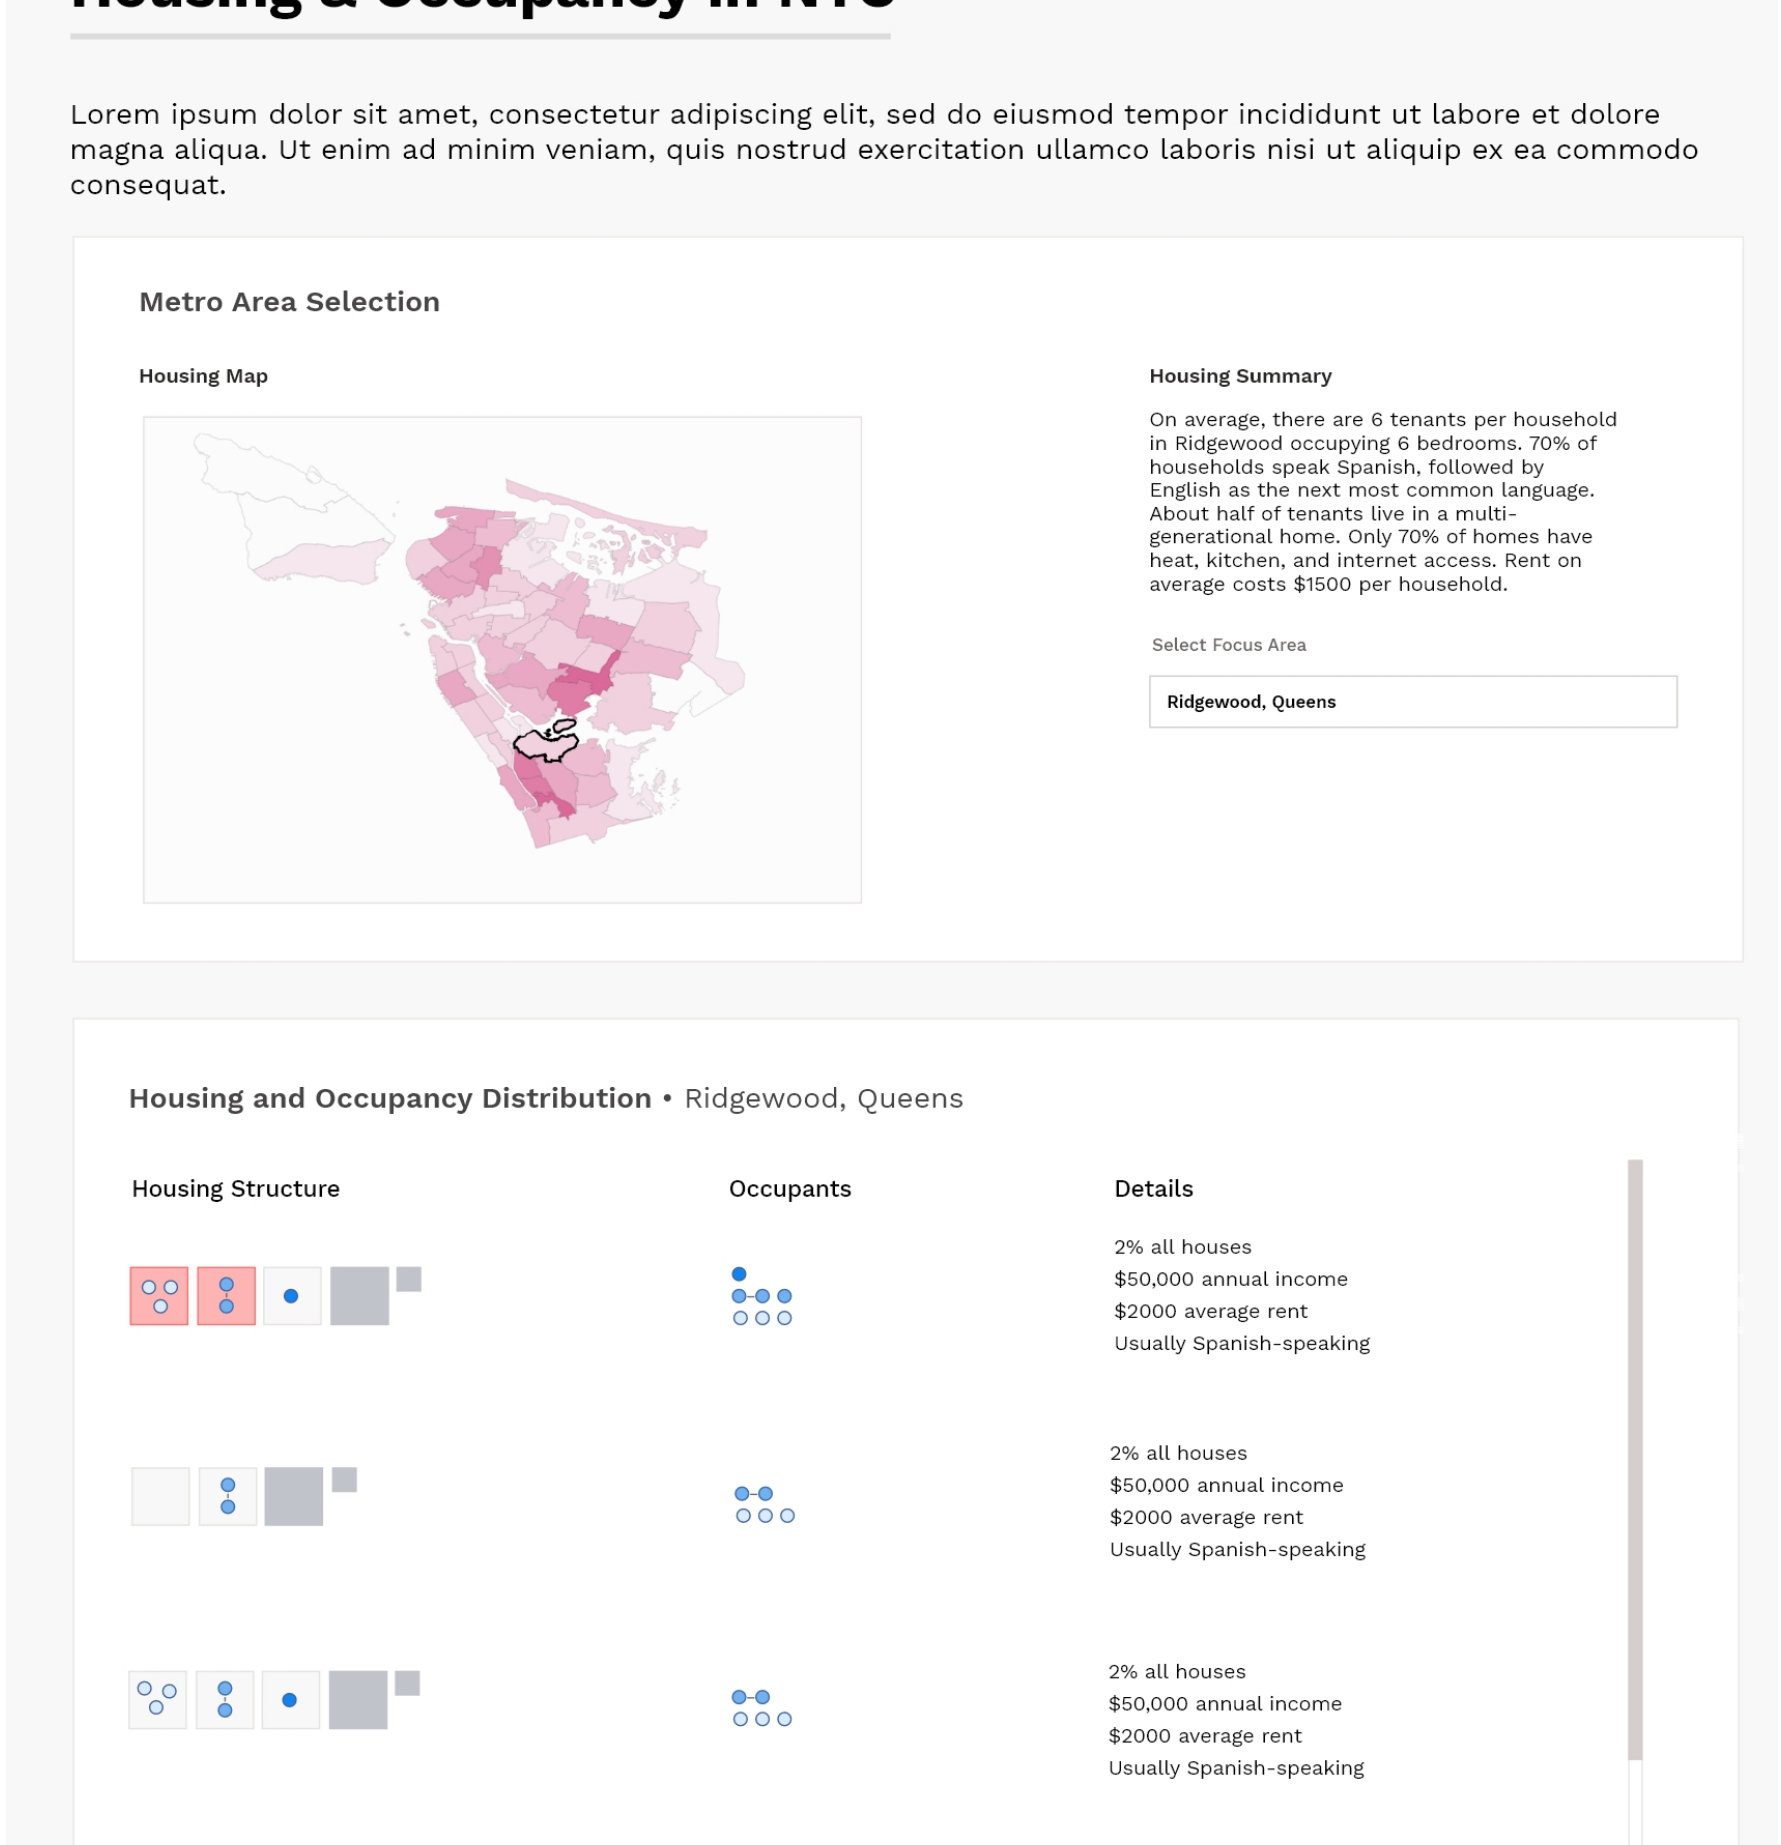 Housing & Occupancy in NYC
Lorem ipsum dolor sit amet, consectetur adipiscing elit, sed do eiusmod tempor incididunt ut labore et dolore
magna aliqua. Ut enim ad minim veniam, quis nostrud exercitation ullamco laboris nisi ut aliquip ex ea commodo
consequat.
Metro Area Selection
Housing Map
Housing Summary
On average, there are 6 tenants per household
in Ridgewood occupying 6 bedrooms. 70% of
households speak Spanish, followed by
English as the next most common language.
About half of tenants live in a multi-
generational home. Only 70% of homes have
heat, kitchen, and internet access. Rent on
average costs $1500 per household.
Select Focus Area
Ridgewood, Queens
Housing and Occupancy Distribution • Ridgewood, Queens
Housing Structure
Occupants
Details
2% all houses
$50,000 annual income
$2000 average rent
Usually Spanish-speaking
2% all houses
$50,000 annual income
$2000 average rent
Usually Spanish-speaking
2% all houses
$50,000 annual income
$2000 average rent
Usually Spanish-speaking